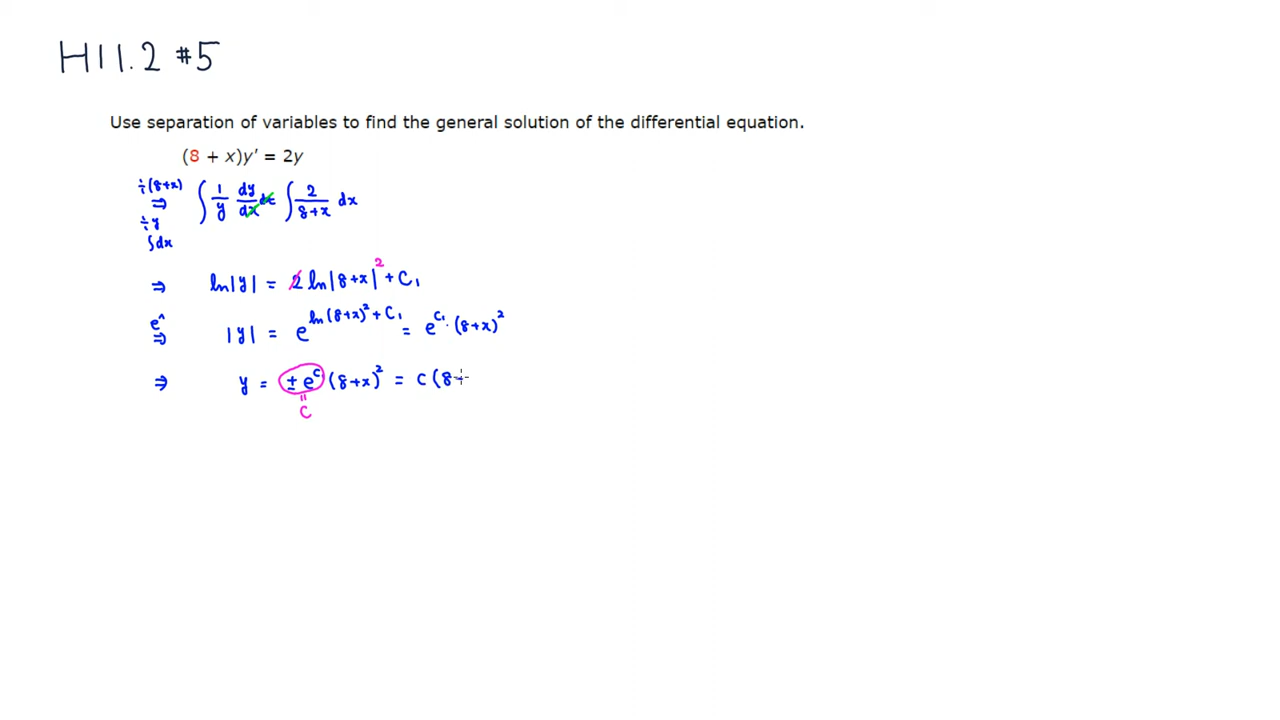 H11.2 #5
Use separation of variables to find the general solution of the differential equation.
(8 + x)y' = 2y
÷(8+x) ⇒ ÷y ∫dx ∫ 1/y dy/dx dx = ∫ 2/(8+x) dx
⇒ ln|y| = 2 ln|8+x|² + C₁
e^ ⇒ |y| = e^(ln(8+x)² + C₁) = e^(C₁) · (8+x)²
⇒ y = ± e^C (8+x)² = C (8+
= C